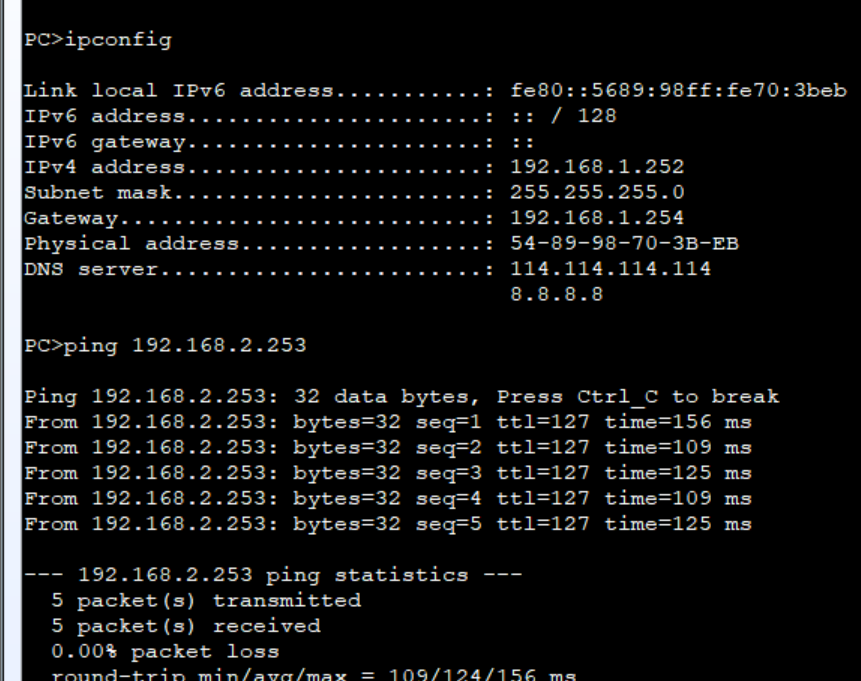 PC>ipconfig
Link local IPv6 address...........: fe80::5689:98ff:fe70:3beb
IPv6 address......................: :: / 128
IPv6 gateway......................: ::
IPv4 address......................: 192.168.1.252
Subnet mask.......................: 255.255.255.0
Gateway...........................: 192.168.1.254
Physical address..................: 54-89-98-70-3B-EB
DNS server........................: 114.114.114.114
8.8.8.8
PC>ping 192.168.2.253
Ping 192.168.2.253: 32 data bytes, Press Ctrl_C to break
From 192.168.2.253: bytes=32 seq=1 ttl=127 time=156 ms
From 192.168.2.253: bytes=32 seq=2 ttl=127 time=109 ms
From 192.168.2.253: bytes=32 seq=3 ttl=127 time=125 ms
From 192.168.2.253: bytes=32 seq=4 ttl=127 time=109 ms
From 192.168.2.253: bytes=32 seq=5 ttl=127 time=125 ms
--- 192.168.2.253 ping statistics ---
5 packet(s) transmitted
5 packet(s) received
0.00% packet loss
round-trip min/avg/max = 109/124/156 ms